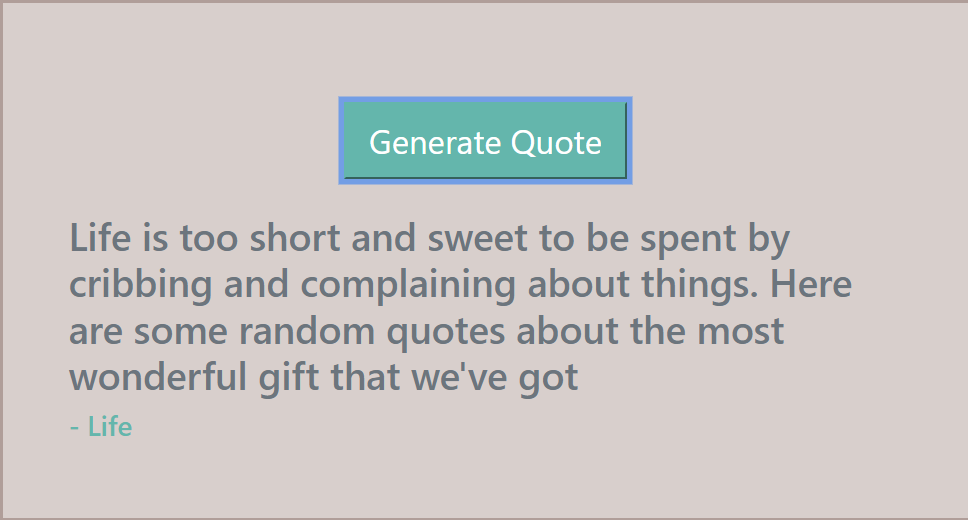 Generate Quote
Life is too short and sweet to be spent by
cribbing and complaining about things. Here
are some random quotes about the most
wonderful gift that we've got
- Life